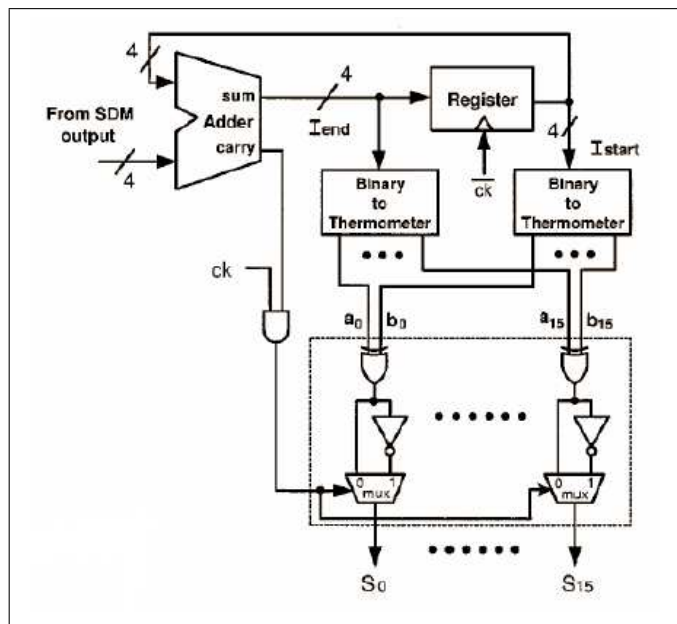 4
From SDM
output
4
sum
Adder
carry
4
Iend
Register
ck
4
Istart
Binary
to
Thermometer
Binary
to
Thermometer
ck
a0
b0
a15
b15
0
1
mux
0
1
mux
S0
S15